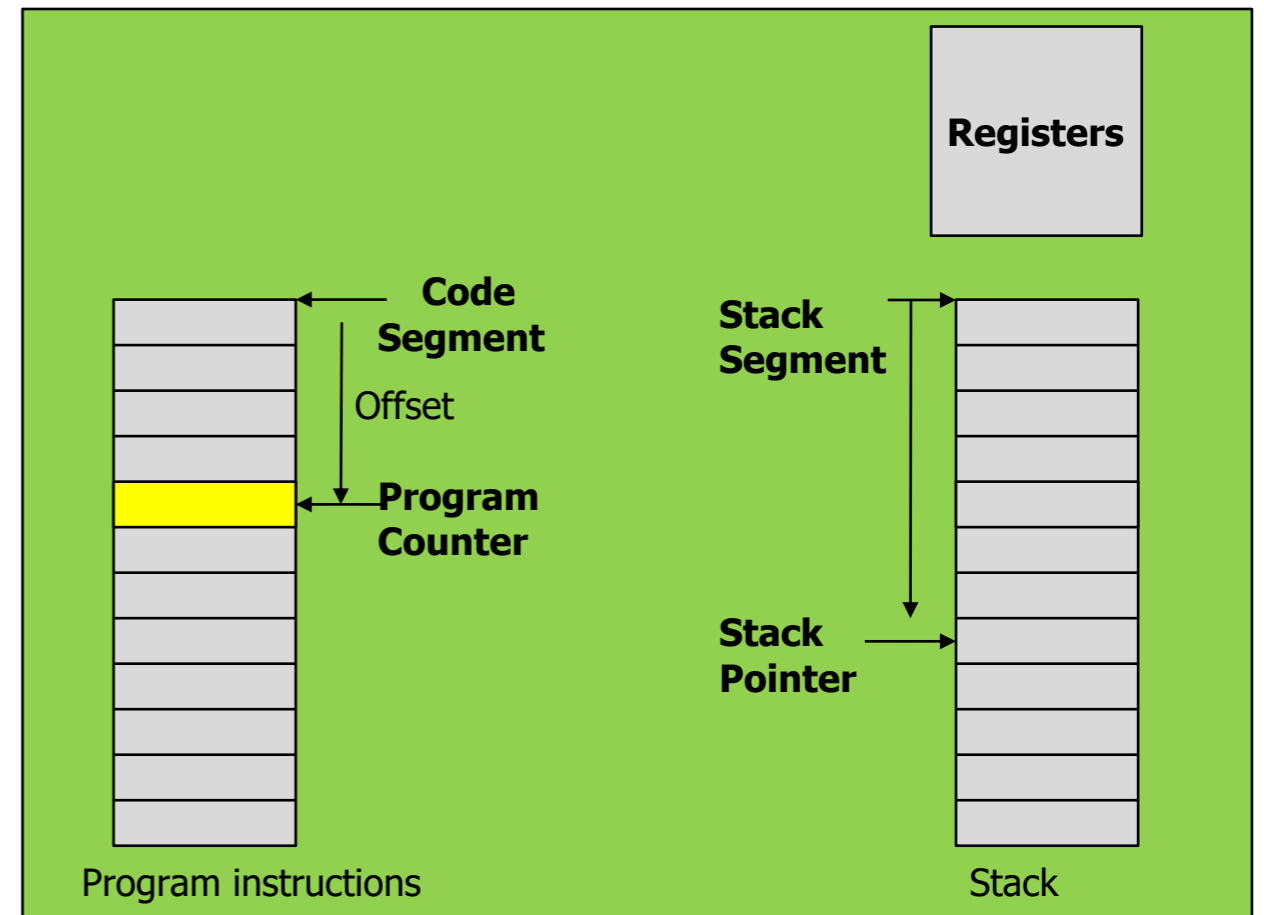 Registers
Code
Segment
Offset
Program
Counter
Stack
Segment
Stack
Pointer
Program instructions
Stack